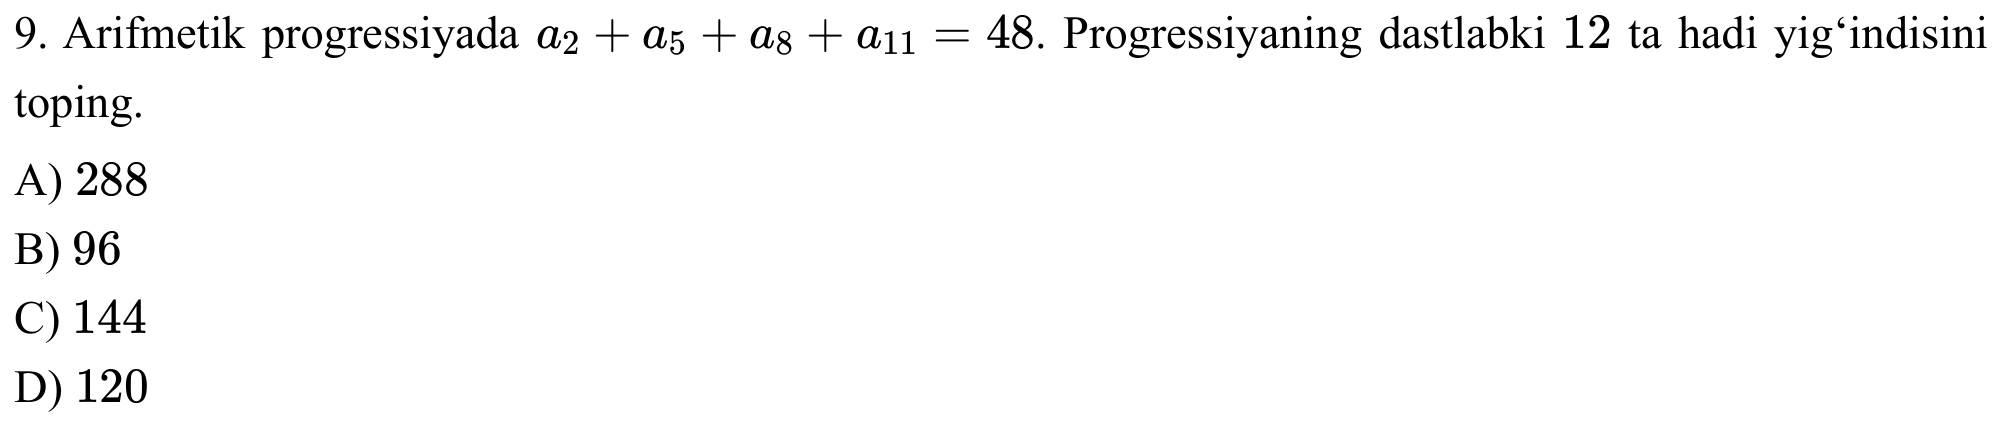 9. Arifmetik progressiyada a₂ + a₅ + a₈ + a₁₁ = 48. Progressiyaning dastlabki 12 ta hadi yig‘indisini
toping.
A) 288
B) 96
C) 144
D) 120